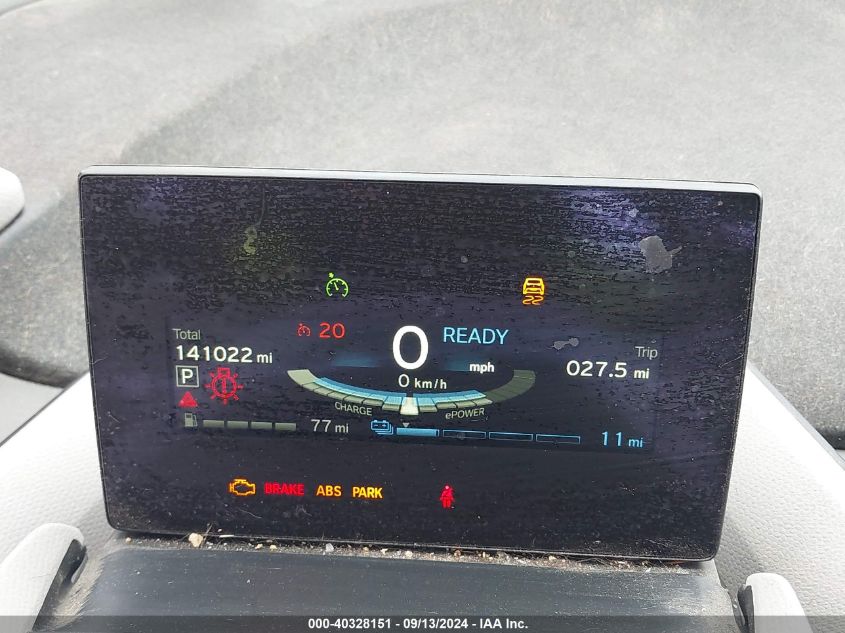 Total
141022 mi
20
0
READY
mph
0 km/h
Trip
027.5 mi
P
CHARGE
ePOWER
77 mi
11 mi
BRAKE ABS PARK
000-40328151 - 09/13/2024 - IAA Inc.